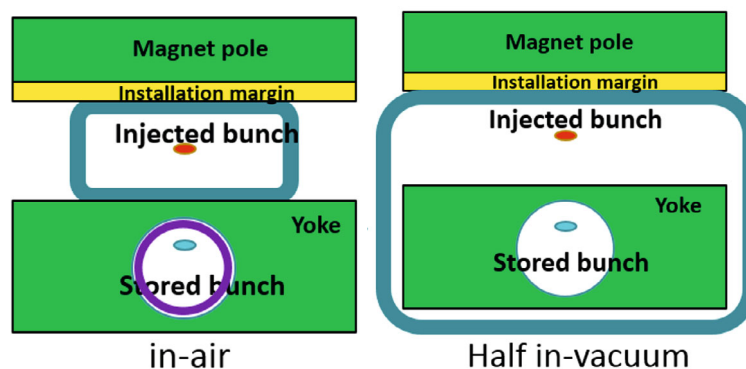 Magnet pole
Installation margin
Injected bunch
Yoke
Stored bunch
in-air
Magnet pole
Installation margin
Injected bunch
Yoke
Stored bunch
Half in-vacuum